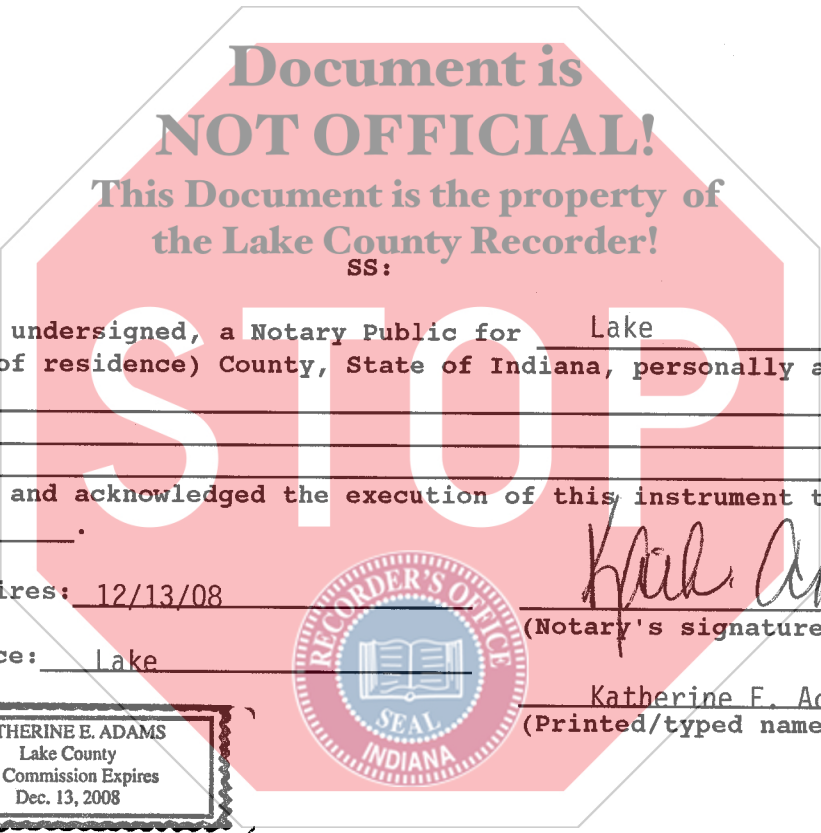 Document is
NOT OFFICIAL!
This Document is the property of
the Lake County Recorder!
SS:
STOP
undersigned, a Notary Public for Lake
of residence) County, State of Indiana, personally a
and acknowledged the execution of this instrument t
.
ires: 12/13/08
(Notary's signature
ce: Lake
Katherine E. Ad
(Printed/typed name
RECORDER'S OFFICE
SEAL
INDIANA
THERINE E. ADAMS
Lake County
Commission Expires
Dec. 13, 2008